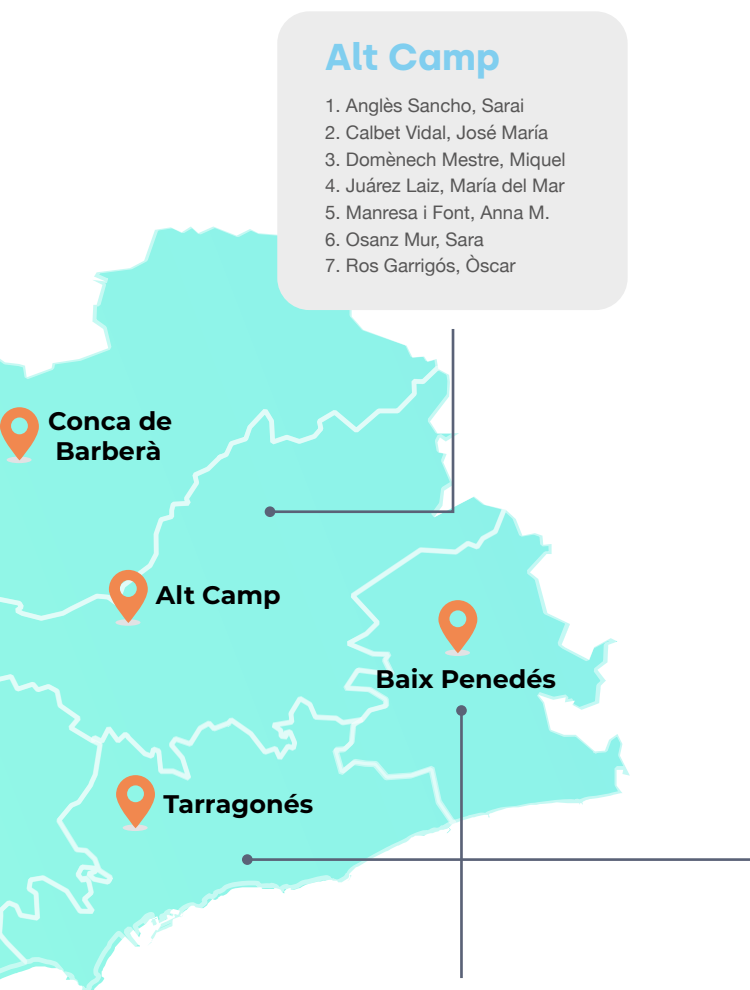 Alt Camp
1. Anglès Sancho, Sarai
2. Calbet Vidal, José María
3. Domènech Mestre, Miquel
4. Juárez Laiz, María del Mar
5. Manresa i Font, Anna M.
6. Osanz Mur, Sara
7. Ros Garrigós, Òscar
Conca de
Barberà
Alt Camp
Baix Penedés
Tarragonés